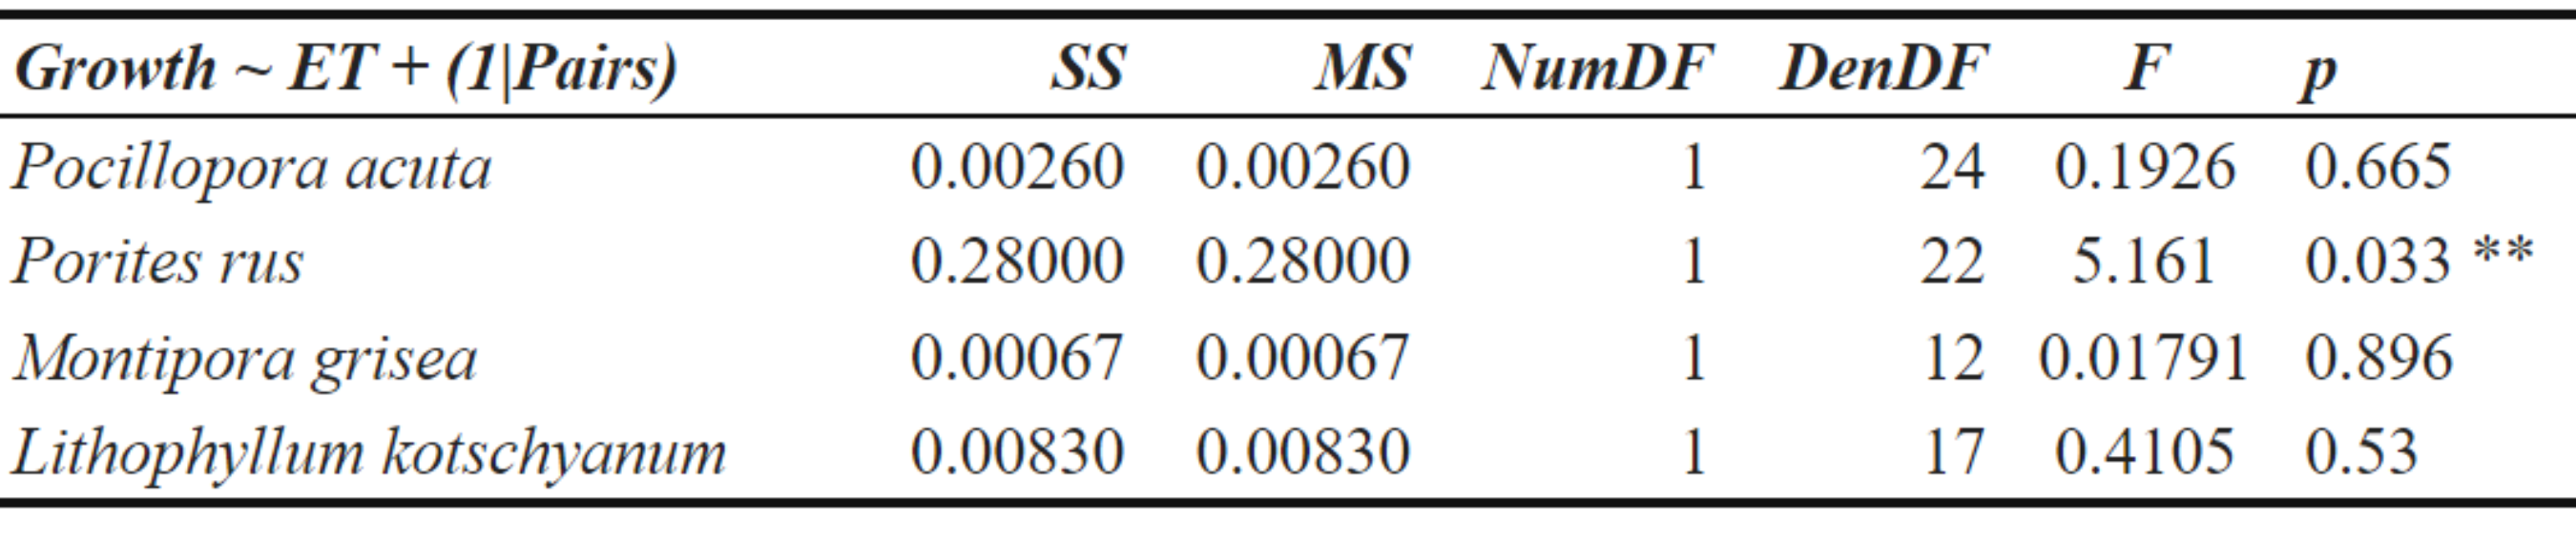 Growth ~ ET + (1|Pairs) SS MS NumDF DenDF F p
Pocillopora acuta 0.00260 0.00260 1 24 0.1926 0.665
Porites rus 0.28000 0.28000 1 22 5.161 0.033 **
Montipora grisea 0.00067 0.00067 1 12 0.01791 0.896
Lithophyllum kotschyanum 0.00830 0.00830 1 17 0.4105 0.53